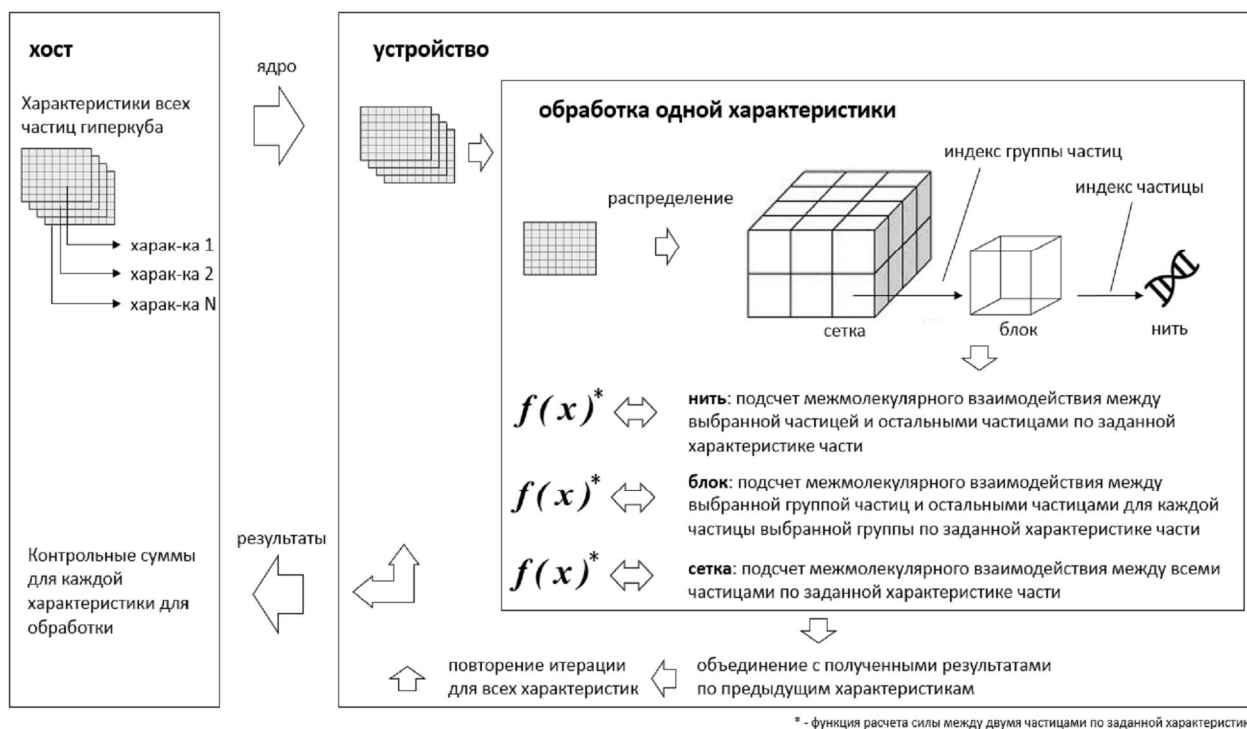 хост
Характеристики всех
частиц гиперкуба
харак-ка 1
харак-ка 2
харак-ка N
Контрольные суммы
для каждой
характеристики для
обработки
ядро
результаты
устройство
обработка одной характеристики
распределение
индекс группы частиц
индекс частицы
сетка
блок
нить
f(x)*
нить: подсчет межмолекулярного взаимодействия между
выбранной частицей и остальными частицами по заданной
характеристике части
f(x)*
блок: подсчет межмолекулярного взаимодействия между
выбранной группой частиц и остальными частицами для каждой
частицы выбранной группы по заданной характеристике части
f(x)*
сетка: подсчет межмолекулярного взаимодействия между всеми
частицами по заданной характеристике части
объединение с полученными результатами
по предыдущим характеристикам
повторение итерации
для всех характеристик
* - функция расчета силы между двумя частицами по заданной характеристик